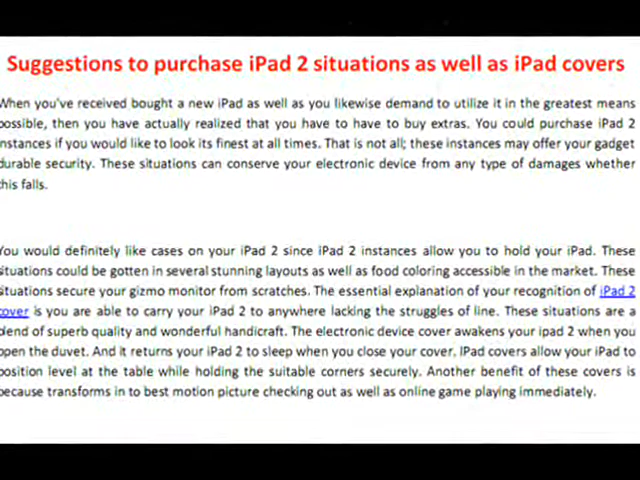 Suggestions to purchase iPad 2 situations as well as iPad covers
When you've received bought a new iPad as well as you likewise demand to utilize it in the greatest means
possible, then you have actually realized that you have to have to buy extras. You could purchase iPad 2
instances if you would like to look its finest at all times. That is not all; these instances may offer your gadget
durable security. These situations can conserve your electronic device from any type of damages whether
this falls.
You would definitely like cases on your iPad 2 since iPad 2 instances allow you to hold your iPad. These
situations could be gotten in several stunning layouts as well as food coloring accessible in the market. These
situations secure your gizmo monitor from scratches. The essential explanation of your recognition of iPad 2
cover is you are able to carry your iPad 2 to anywhere lacking the struggles of line. These situations are a
blend of superb quality and wonderful handicraft. The electronic device cover awakens your ipad 2 when you
open the duvet. And it returns your iPad 2 to sleep when you close your cover. IPad covers allow your iPad to
position level at the table while holding the suitable corners securely. Another benefit of these covers is
because transforms in to best motion picture checking out as well as online game playing immediately.